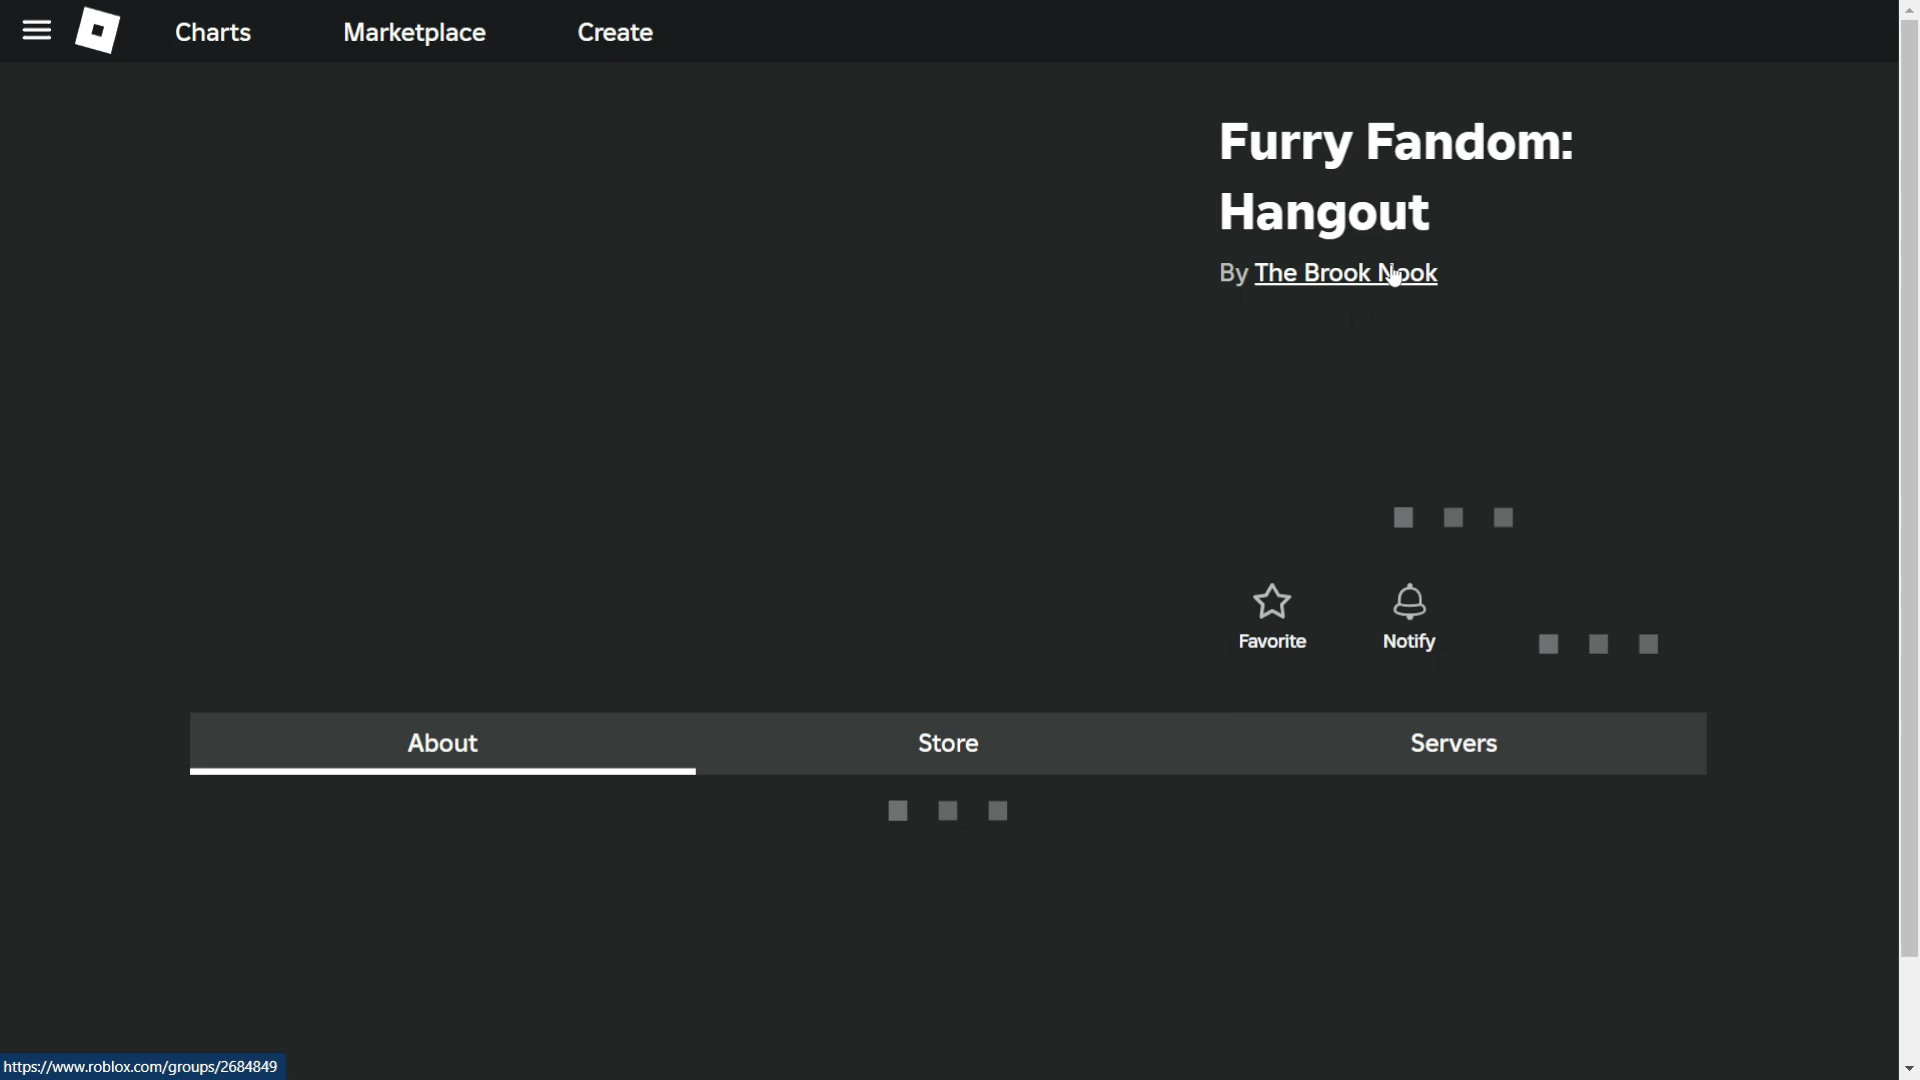 Charts Marketplace Create
Furry Fandom:
Hangout
By The Brook Nook
Favorite Notify
About Store Servers
https://www.roblox.com/groups/2684849